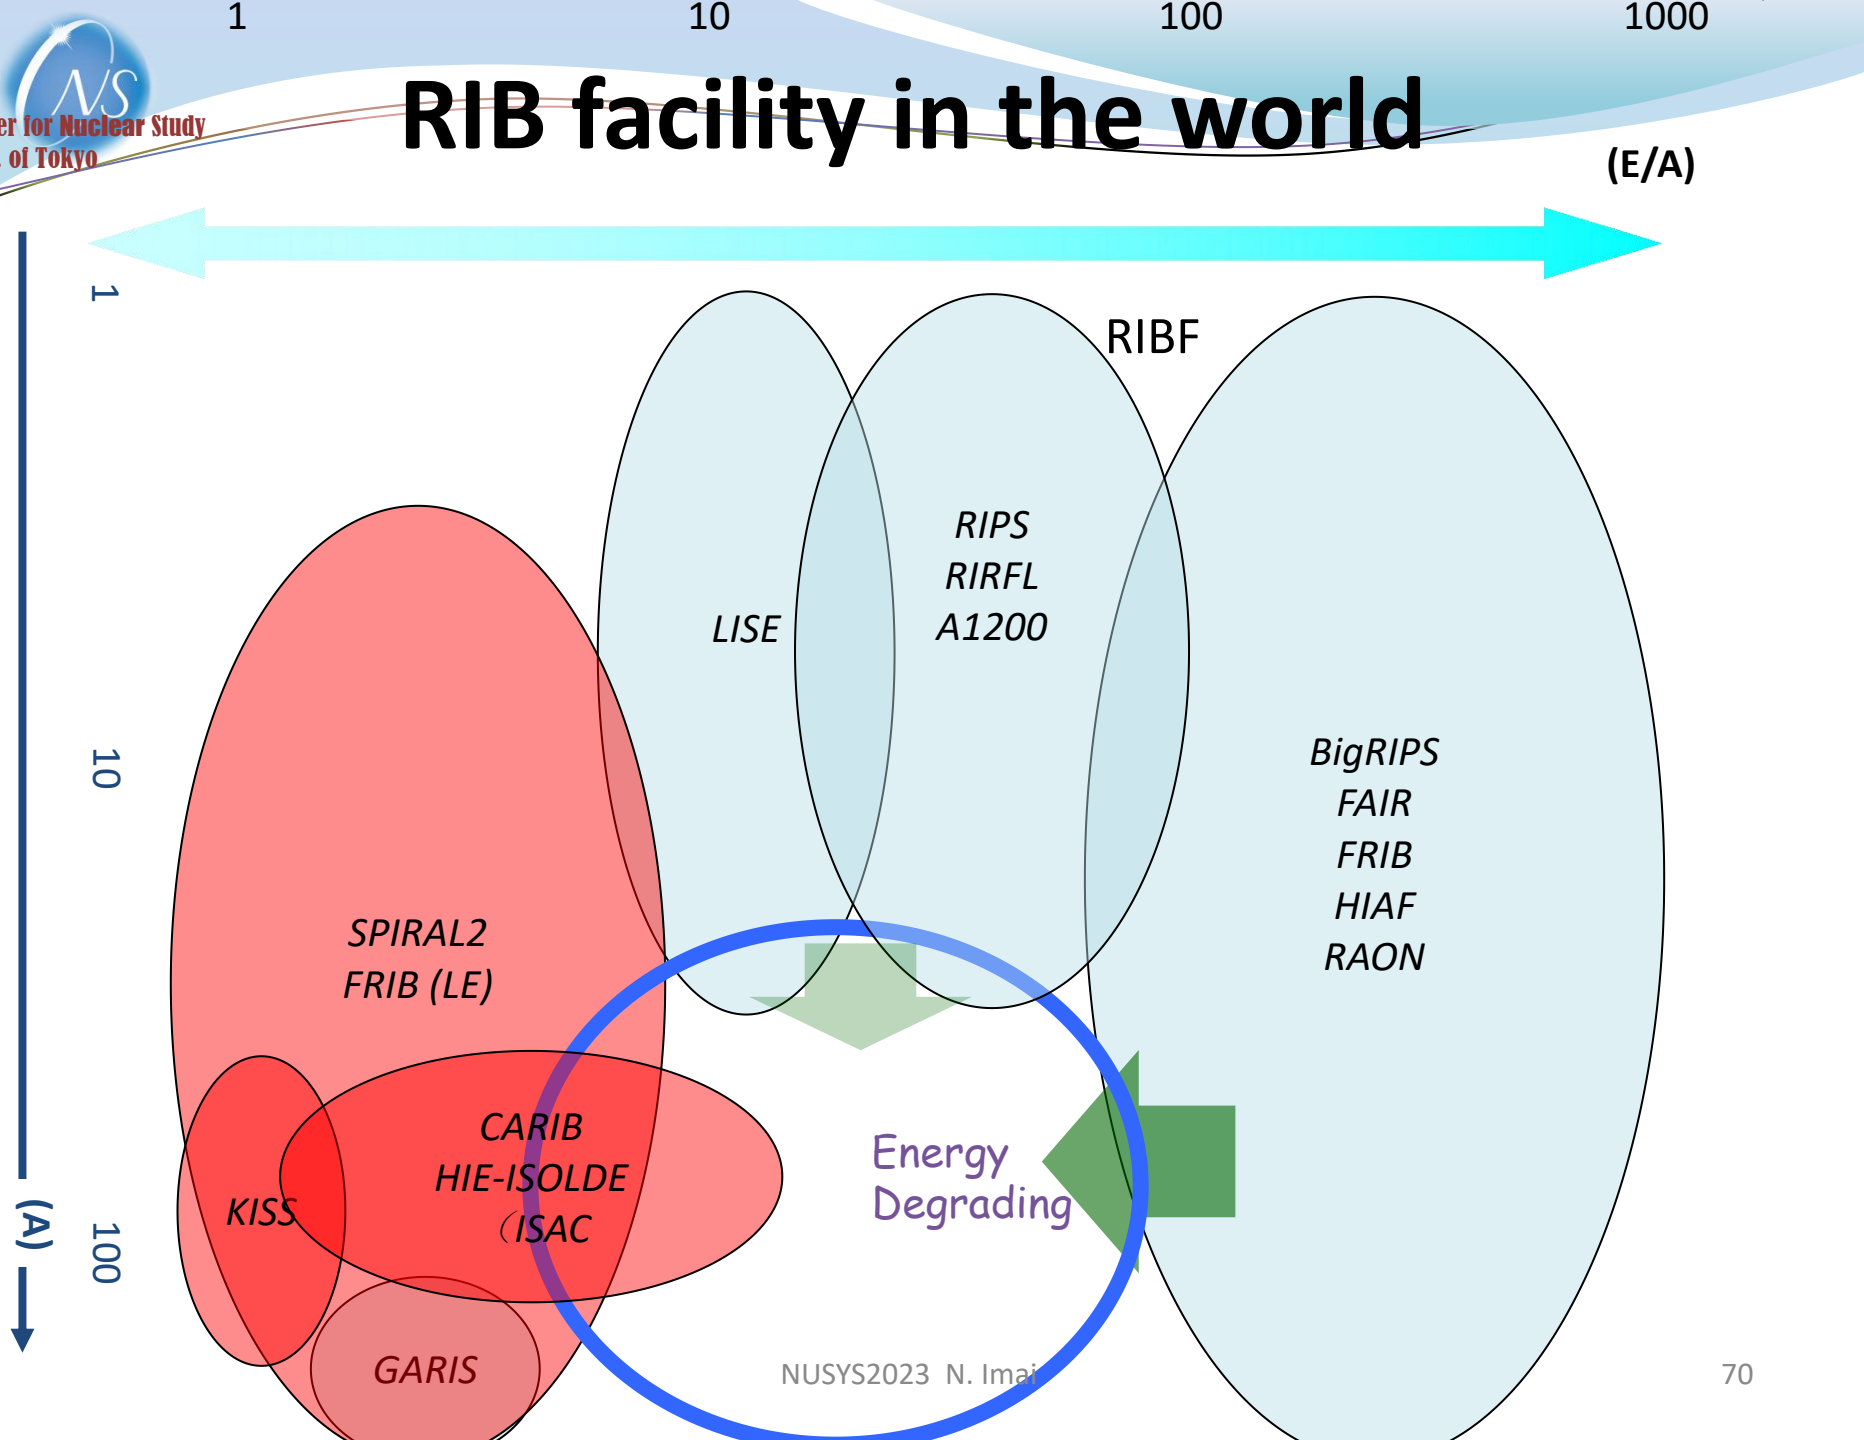 1 10 100 1000
NS
er for Nuclear Study
. of Tokyo
RIB facility in the world
(E/A)
1
RIBF
RIPS
RIRFL
A1200
LISE
10
BigRIPS
FAIR
FRIB
HIAF
RAON
SPIRAL2
FRIB (LE)
CARIB
HIE-ISOLDE
（ISAC
KISS
Energy
Degrading
(A)
100
GARIS
NUSYS2023 N. Imai
70